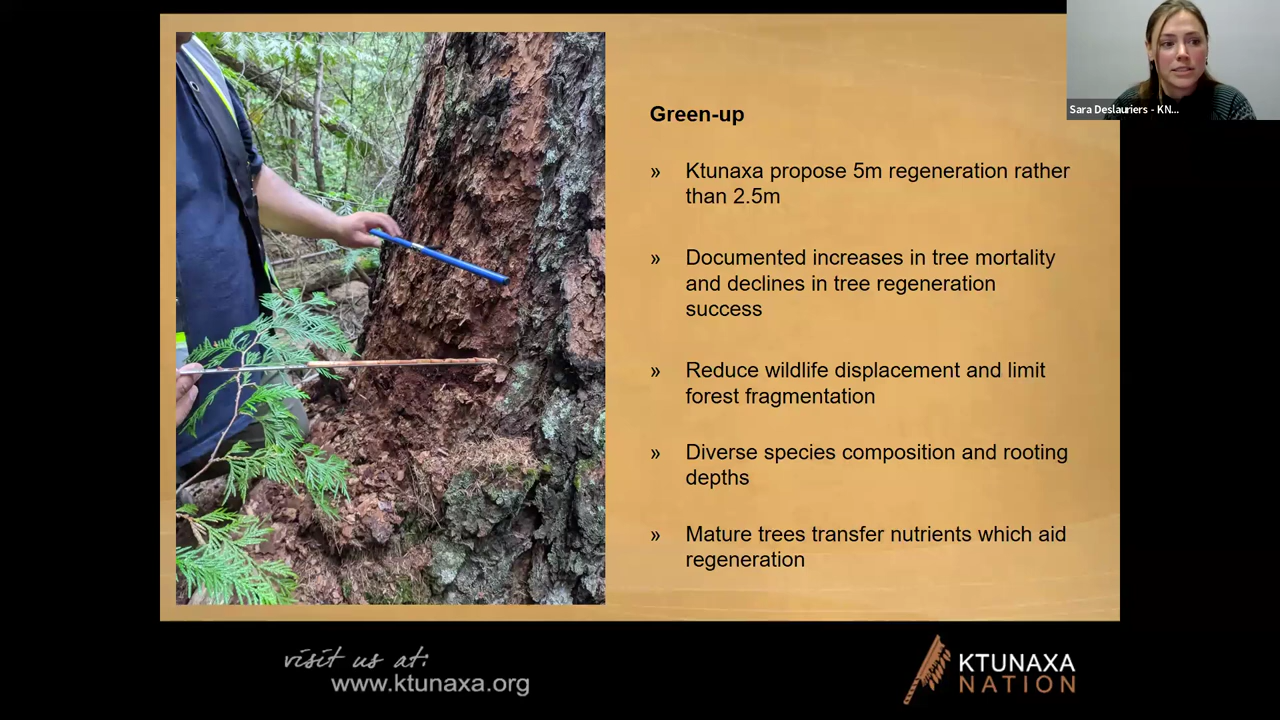 Sara Deslauriers - KN...
Green-up
» Ktunaxa propose 5m regeneration rather
than 2.5m
» Documented increases in tree mortality
and declines in tree regeneration
success
» Reduce wildlife displacement and limit
forest fragmentation
» Diverse species composition and rooting
depths
» Mature trees transfer nutrients which aid
regeneration
visit us at:
www.ktunaxa.org
KTUNAXA
NATION